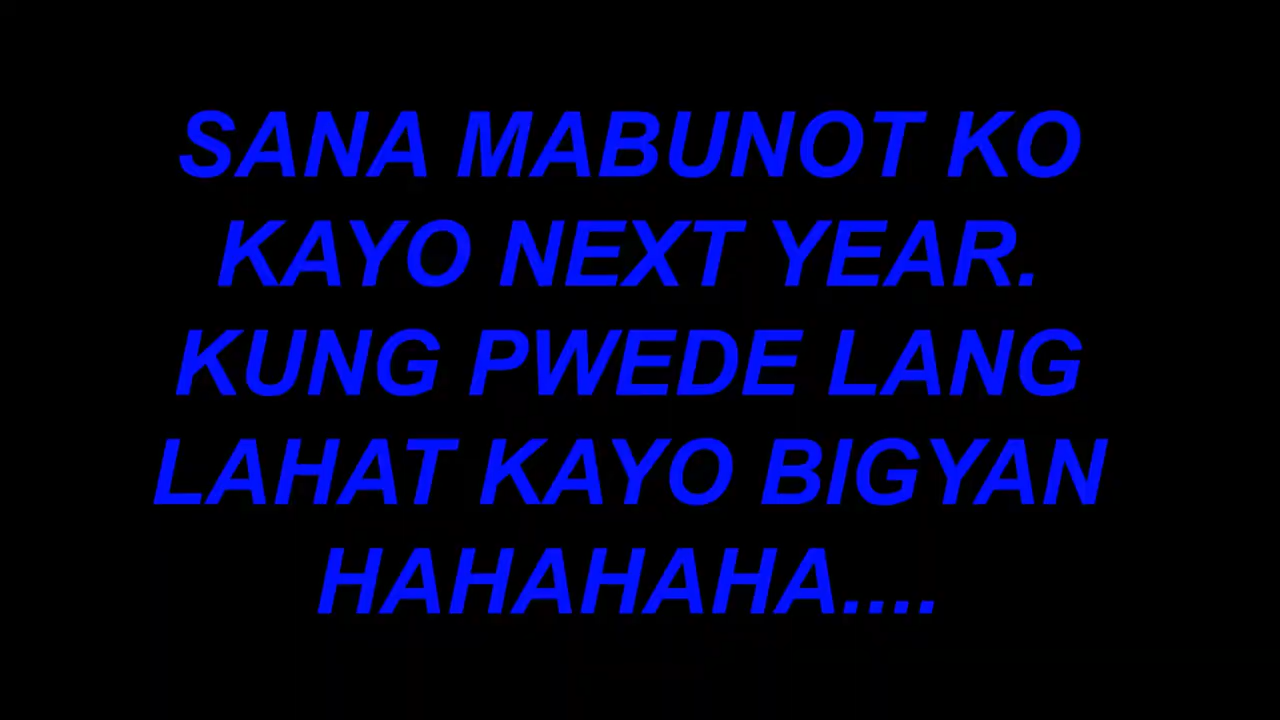 SANA MABUNOT KO
KAYO NEXT YEAR.
KUNG PWEDE LANG
LAHAT KAYO BIGYAN
HAHAHAHA....